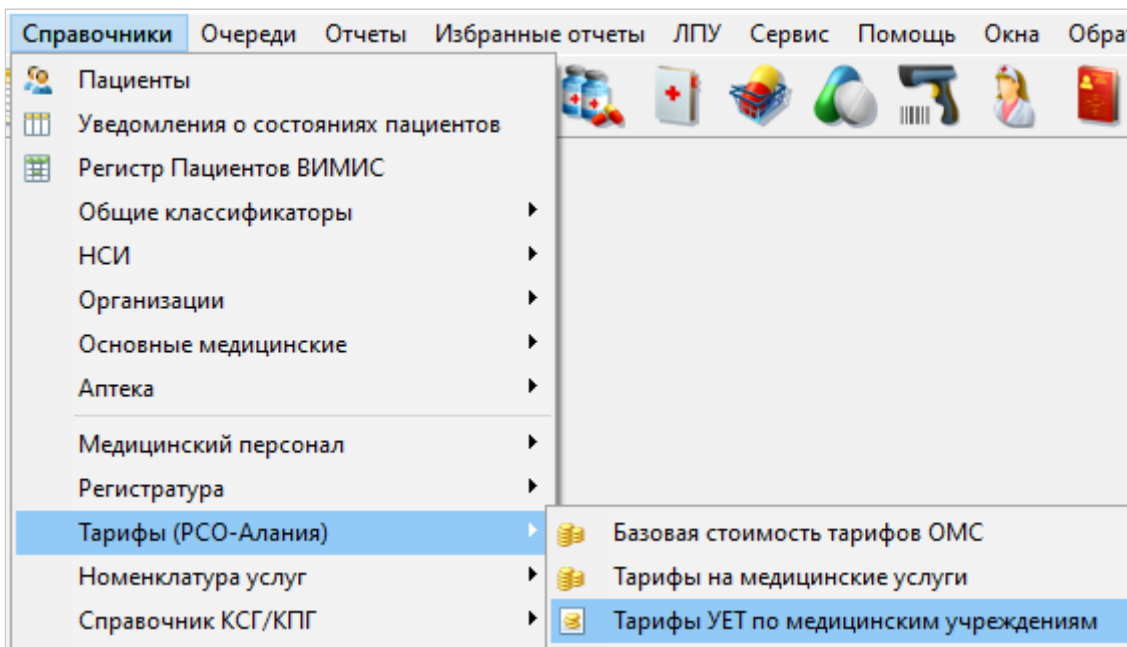 Справочники Очереди Отчеты Избранные отчеты ЛПУ Сервис Помощь Окна Обрат
Пациенты
Уведомления о состояниях пациентов
Регистр Пациентов ВИМИС
Общие классификаторы
НСИ
Организации
Основные медицинские
Аптека
Медицинский персонал
Регистратура
Тарифы (РСО-Алания)
Номенклатура услуг
Справочник КСГ/КПГ
Базовая стоимость тарифов ОМС
Тарифы на медицинские услуги
Тарифы УЕТ по медицинским учреждениям